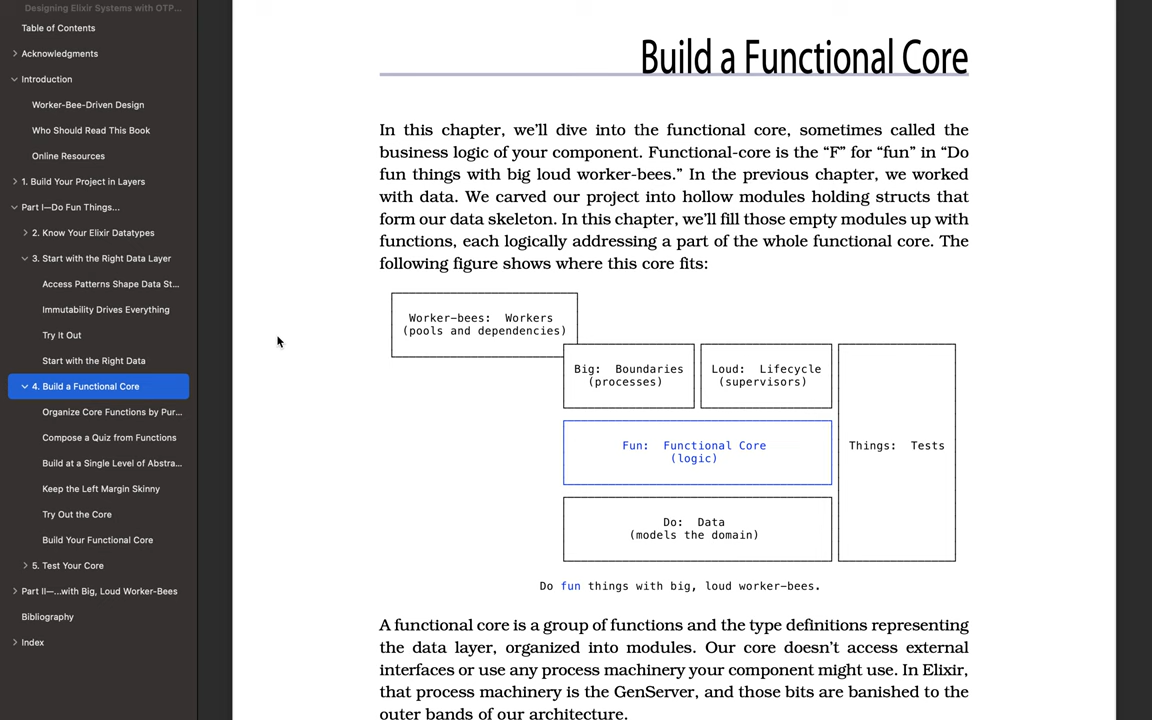 Designing Elixir Systems with OTP...
Table of Contents
Acknowledgments
Introduction
Worker-Bee-Driven Design
Who Should Read This Book
Online Resources
1. Build Your Project in Layers
Part I—Do Fun Things...
2. Know Your Elixir Datatypes
3. Start with the Right Data Layer
Access Patterns Shape Data St...
Immutability Drives Everything
Try It Out
Start with the Right Data
4. Build a Functional Core
Organize Core Functions by Pur...
Compose a Quiz from Functions
Build at a Single Level of Abstra...
Keep the Left Margin Skinny
Try Out the Core
Build Your Functional Core
5. Test Your Core
Part II—...with Big, Loud Worker-Bees
Bibliography
Index
Build a Functional Core
In this chapter, we’ll dive into the functional core, sometimes called the
business logic of your component. Functional-core is the “F” for “fun” in “Do
fun things with big loud worker-bees.” In the previous chapter, we worked
with data. We carved our project into hollow modules holding structs that
form our data skeleton. In this chapter, we’ll fill those empty modules up with
functions, each logically addressing a part of the whole functional core. The
following figure shows where this core fits:
Worker-bees: Workers
(pools and dependencies)
Big: Boundaries
(processes)
Loud: Lifecycle
(supervisors)
Fun: Functional Core
(logic)
Things: Tests
Do: Data
(models the domain)
Do fun things with big, loud worker-bees.
A functional core is a group of functions and the type definitions representing
the data layer, organized into modules. Our core doesn’t access external
interfaces or use any process machinery your component might use. In Elixir,
that process machinery is the GenServer, and those bits are banished to the
outer bands of our architecture.